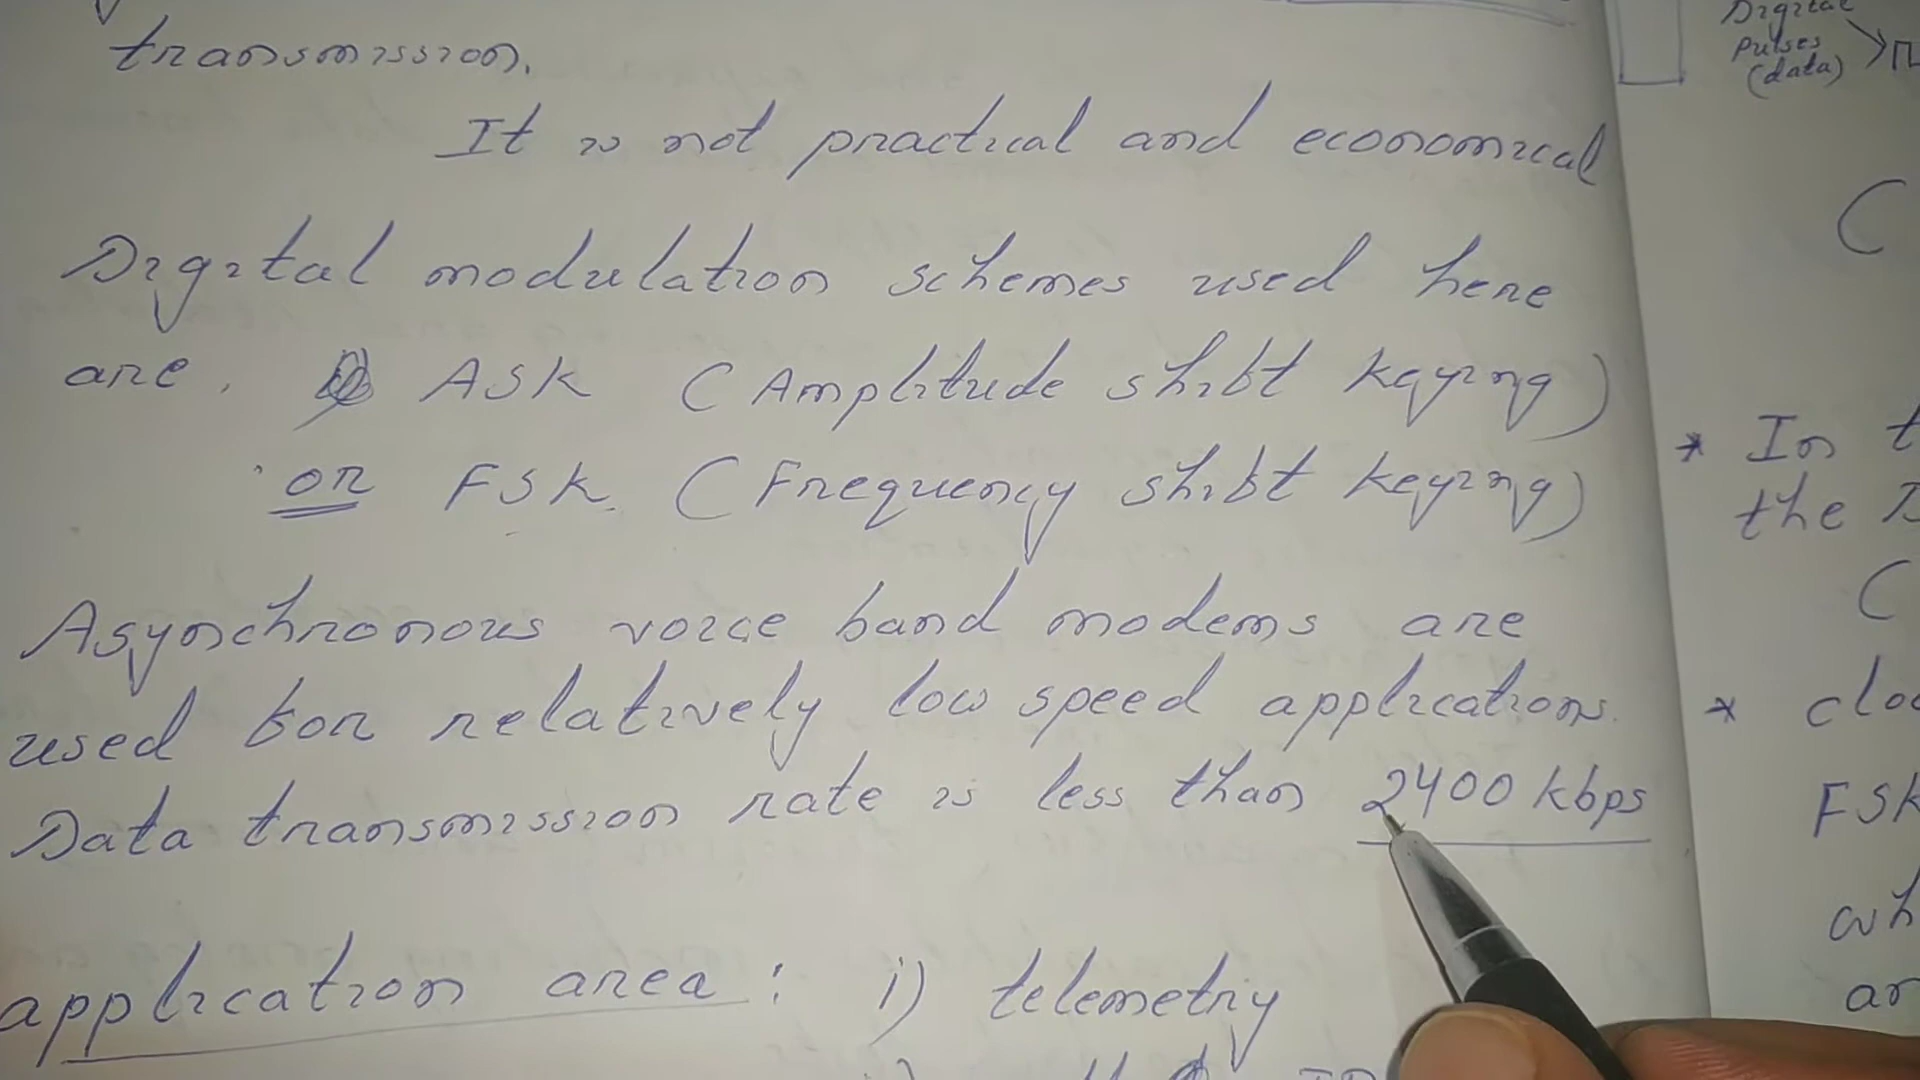 transmission.
It is not practical and economical
Digital modulation schemes used here
are. ASK (Amplitude shift keying)
or FSK. (Frequency shift keying)
Asynchronous voice band modems are
used for relatively low speed applications.
Data transmission rate is less than 2400 kbps
application area : i) telemetry
Digital
Pulses
(data)
(
* In t
the D
(
* cloc
FSK
wh
ar